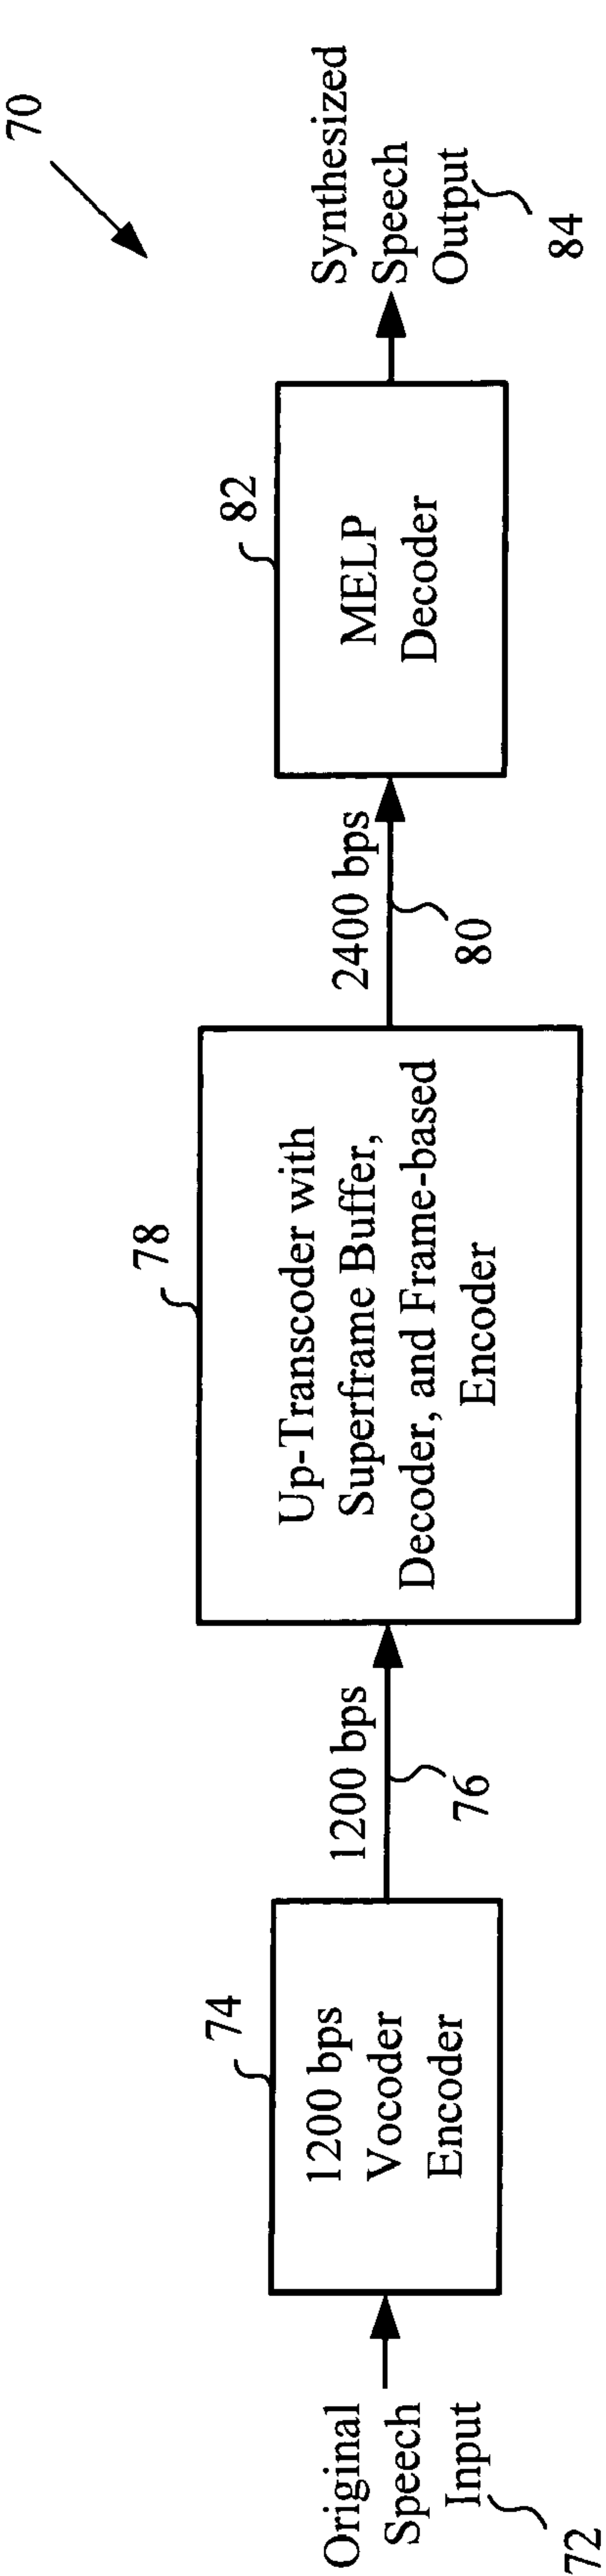 70
Original
Speech
Input
72
74
1200 bps
Vocoder
Encoder
1200 bps
76
78
Up-Transcoder with
Superframe Buffer,
Decoder, and Frame-based
Encoder
2400 bps
80
82
MELP
Decoder
Synthesized
Speech
Output
84